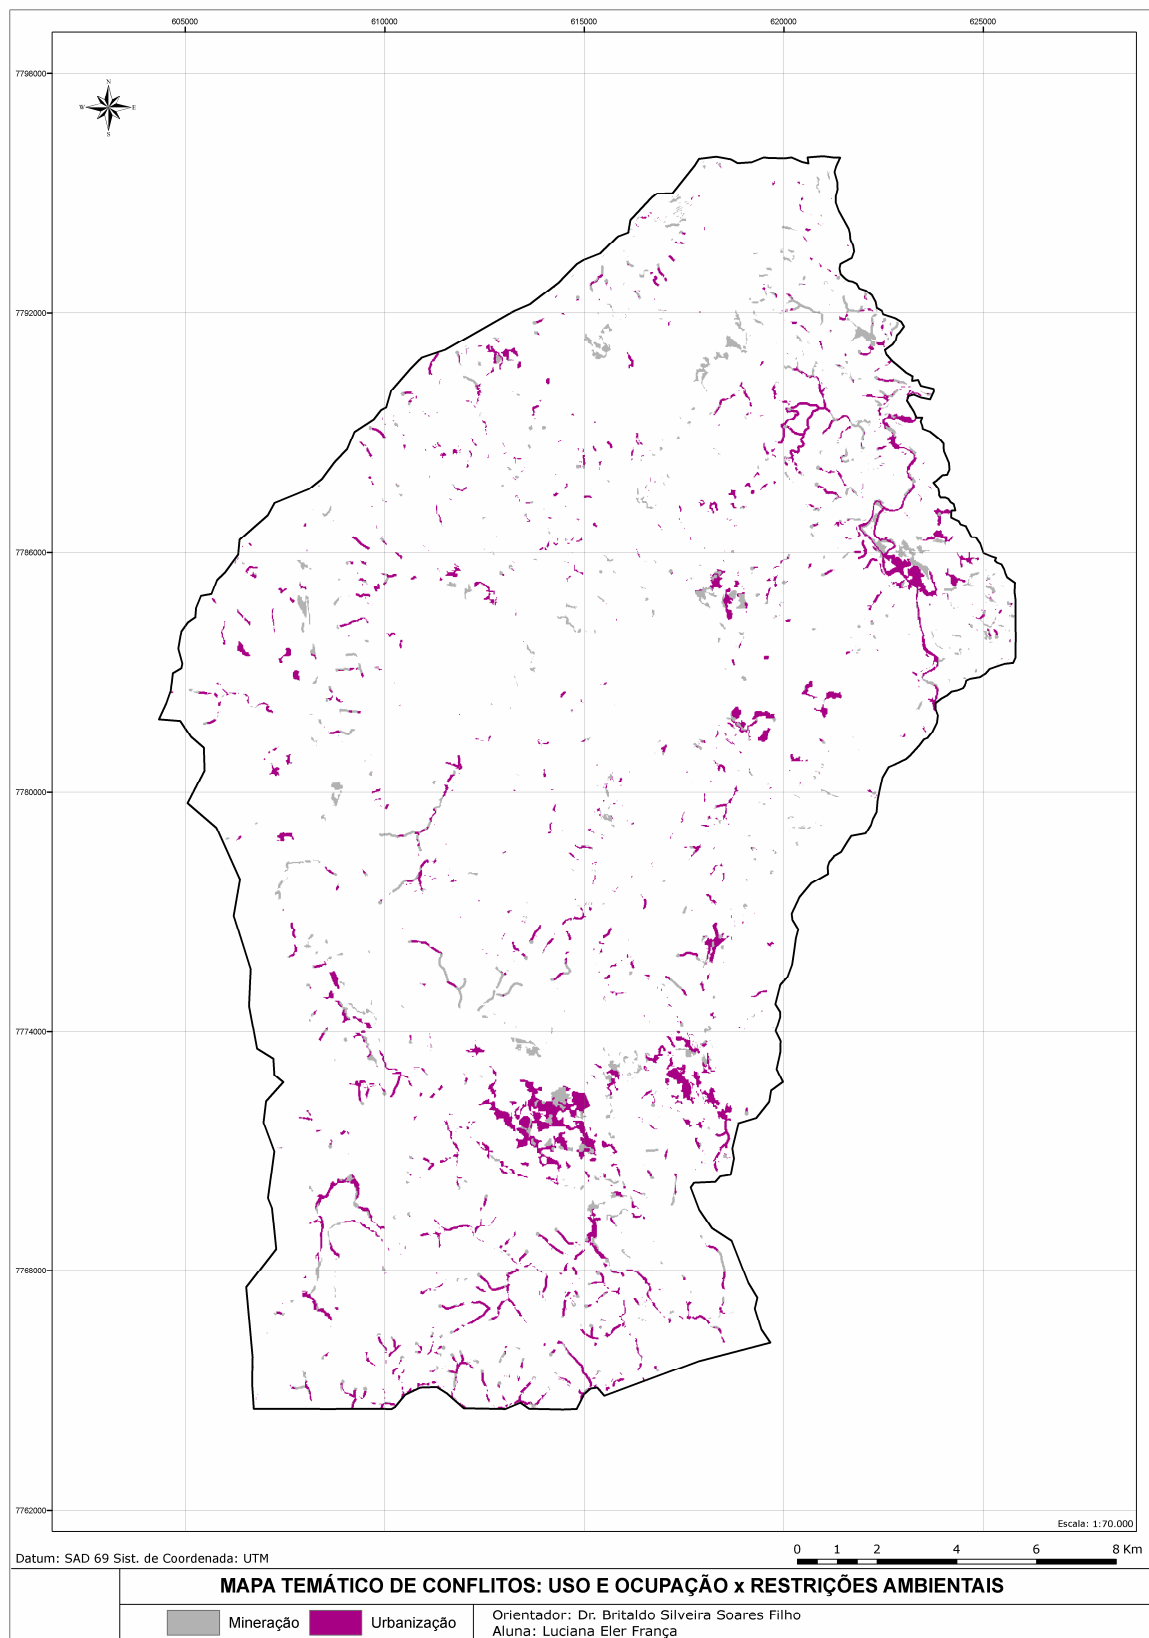 605000 610000 615000 620000 625000
7798000
N
W E
S
7792000
7786000
7780000
7774000
7768000
7762000
Escala: 1:70.000
0 1 2 4 6 8 Km
Datum: SAD 69 Sist. de Coordenada: UTM
MAPA TEMÁTICO DE CONFLITOS: USO E OCUPAÇÃO x RESTRIÇÕES AMBIENTAIS
Mineração Urbanização
Orientador: Dr. Britaldo Silveira Soares Filho
Aluna: Luciana Eler França